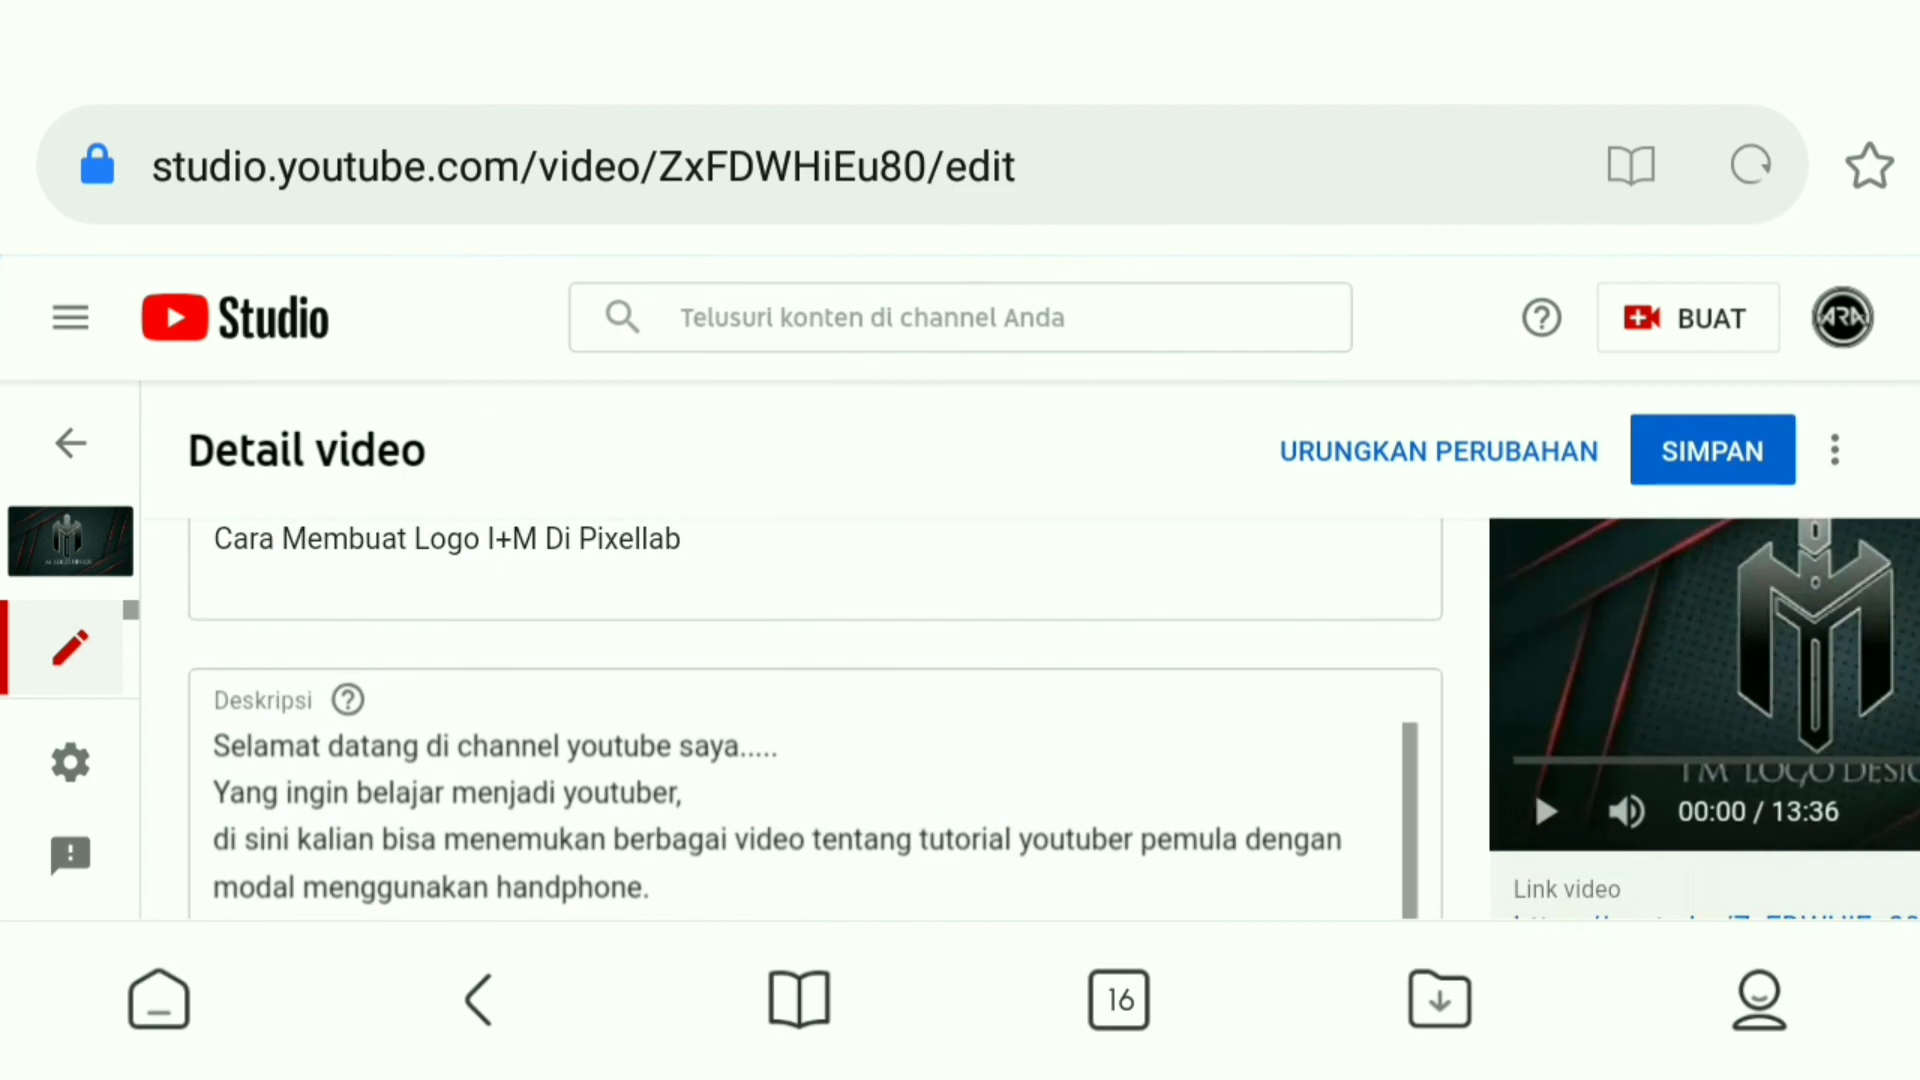 studio.youtube.com/video/ZxFDWHiEu80/edit
Studio
Telusuri konten di channel Anda
BUAT
ARA
Detail video
URUNGKAN PERUBAHAN
SIMPAN
Cara Membuat Logo I+M Di Pixellab
Deskripsi
Selamat datang di channel youtube saya.....
Yang ingin belajar menjadi youtuber,
di sini kalian bisa menemukan berbagai video tentang tutorial youtuber pemula dengan
modal menggunakan handphone.
00:00 / 13:36
Link video
16